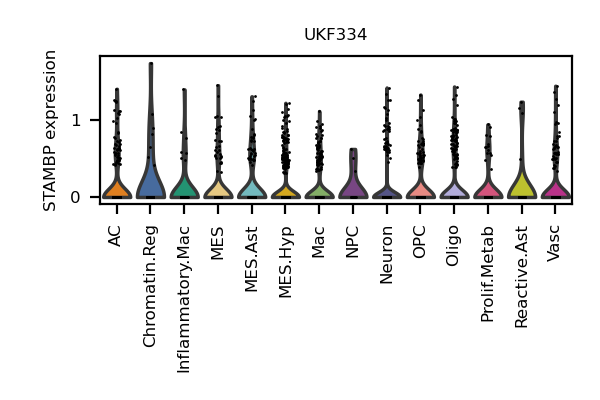 UKF334
STAMBP expression
1
0
AC
Chromatin.Reg
Inflammatory.Mac
MES
MES.Ast
MES.Hyp
Mac
NPC
Neuron
OPC
Oligo
Prolif.Metab
Reactive.Ast
Vasc